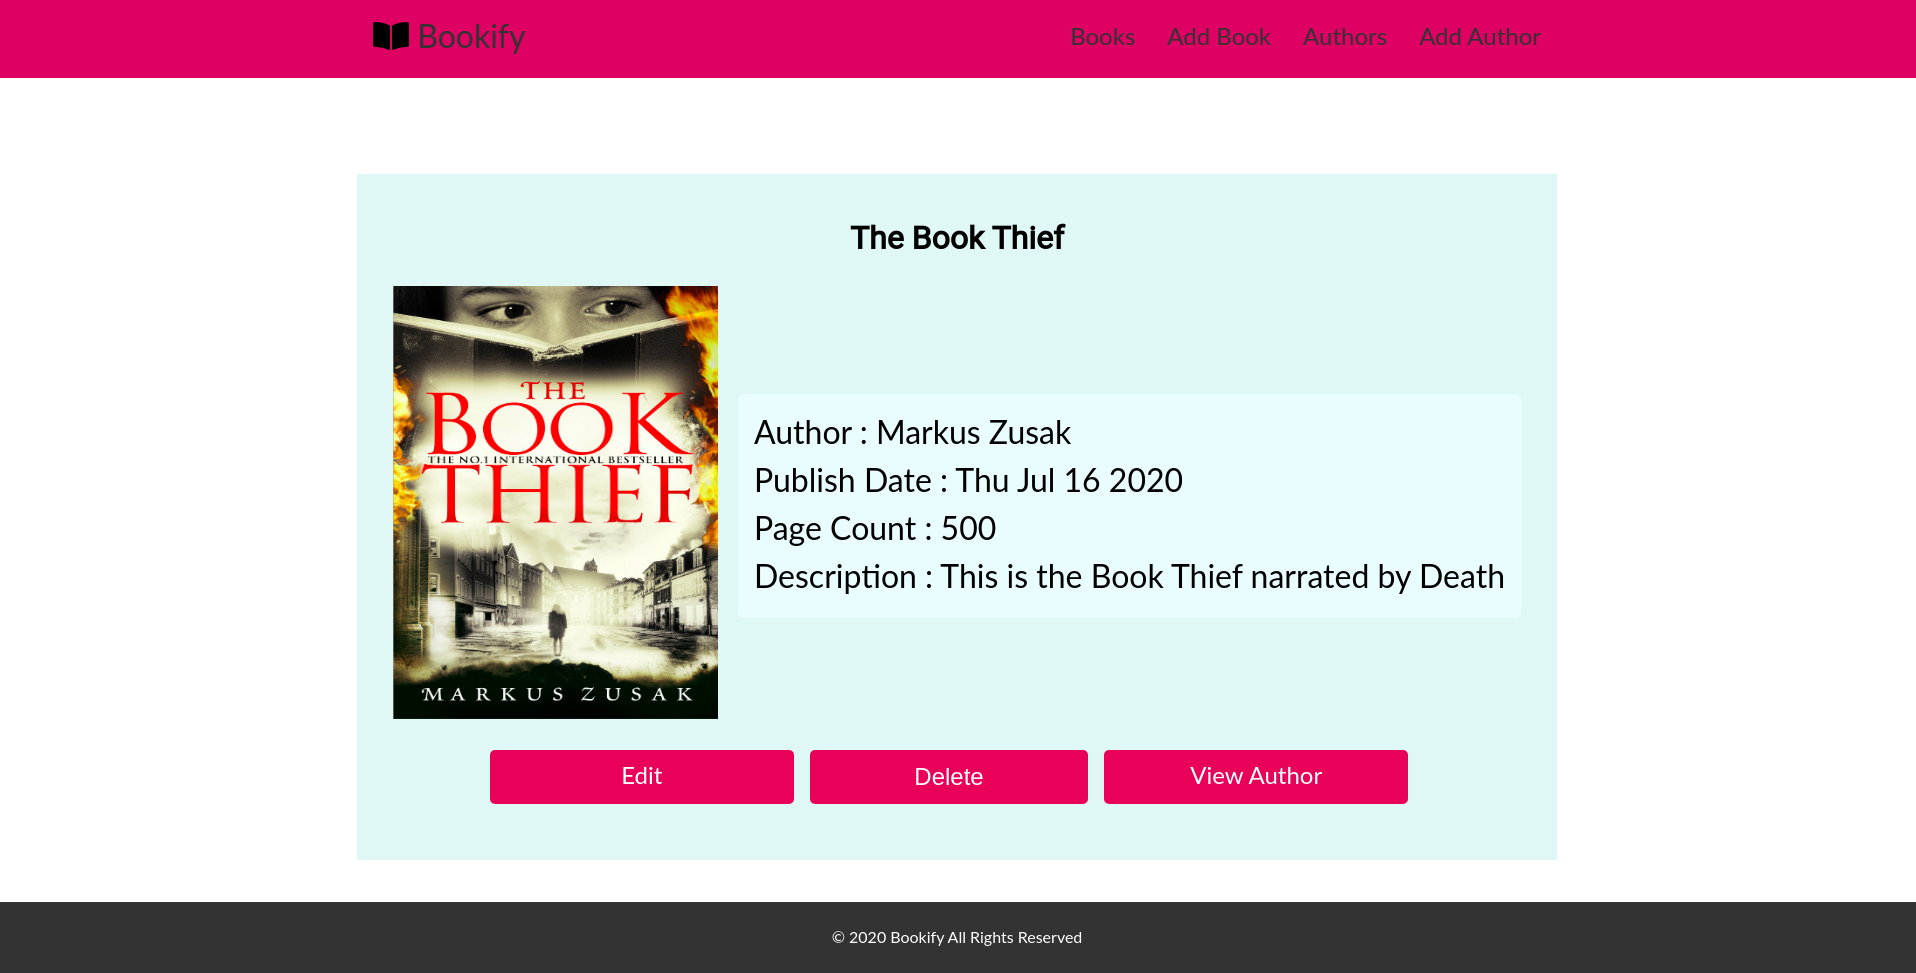 Bookify
Books Add Book Authors Add Author
The Book Thief
THE
BOOK
THE NO.1 INTERNATIONAL BESTSELLER
THIEF
MARKUS ZUSAK
Author : Markus Zusak
Publish Date : Thu Jul 16 2020
Page Count : 500
Description : This is the Book Thief narrated by Death
Edit Delete View Author
© 2020 Bookify All Rights Reserved